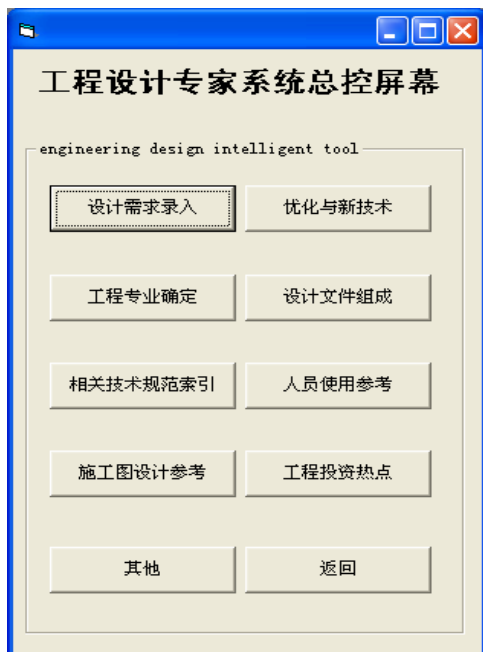 工程设计专家系统总控屏幕
engineering design intelligent tool
设计需求录入 优化与新技术
工程专业确定 设计文件组成
相关技术规范索引 人员使用参考
施工图设计参考 工程投资热点
其他 返回